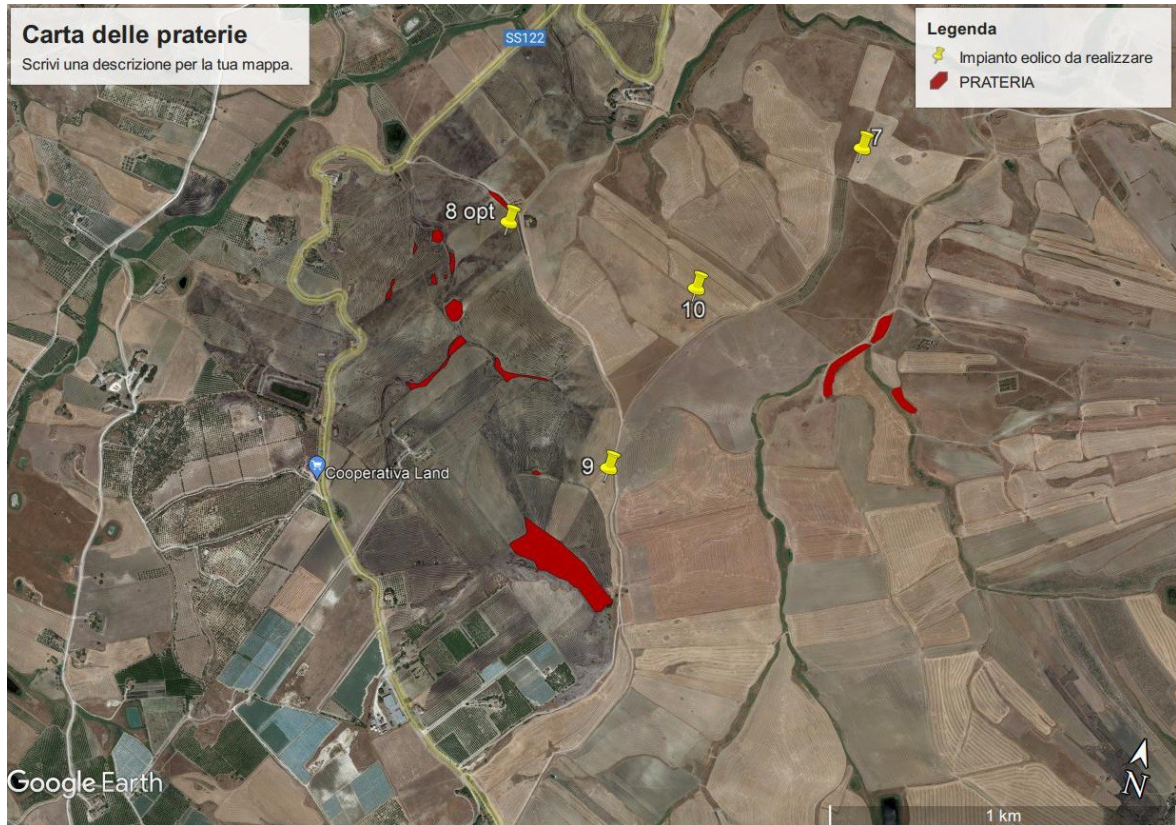 Carta delle praterie
Scrivi una descrizione per la tua mappa.
SS122
Legenda
Impianto eolico da realizzare
PRATERIA
7
8 opt
10
9
Cooperativa Land
Google Earth
N
1 km